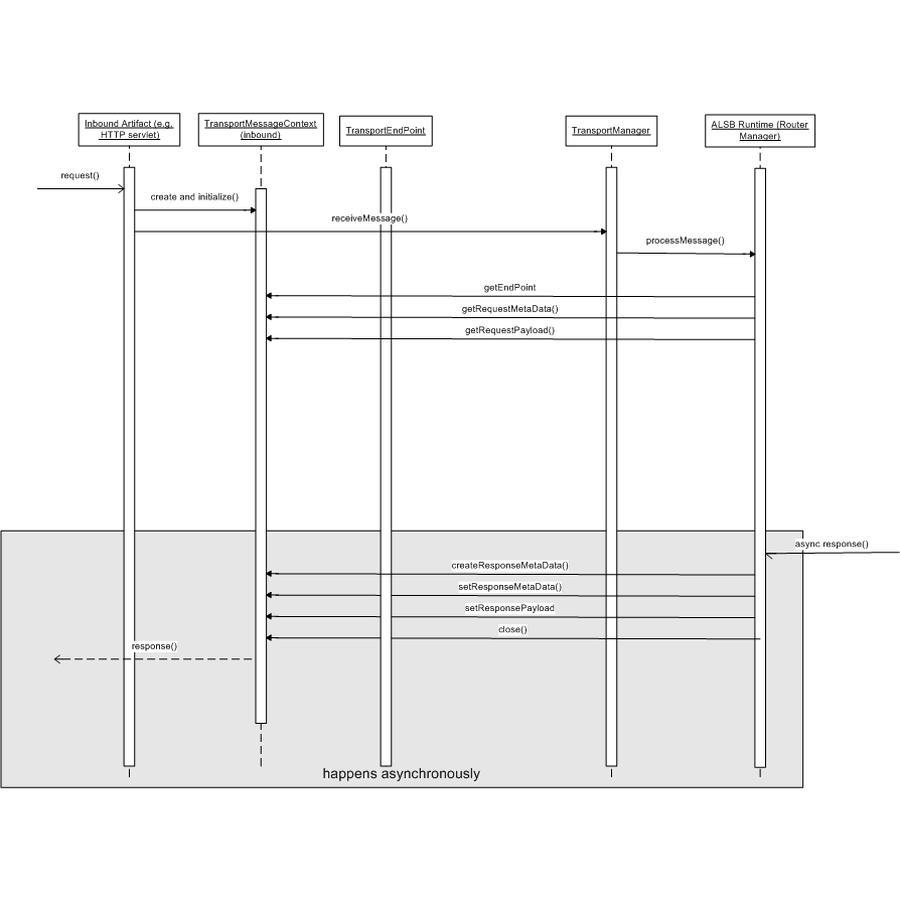 Inbound Artifact (e.g.
HTTP servlet)
TransportMessageContext
(inbound)
TransportEndPoint
TransportManager
ALSB Runtime (Router
Manager)
request()
create and initialize()
receiveMessage()
processMessage()
getEndPoint
getRequestMetaData()
getRequestPayload()
async response()
createResponseMetaData()
setResponseMetaData()
setResponsePayload
close()
response()
happens asynchronously